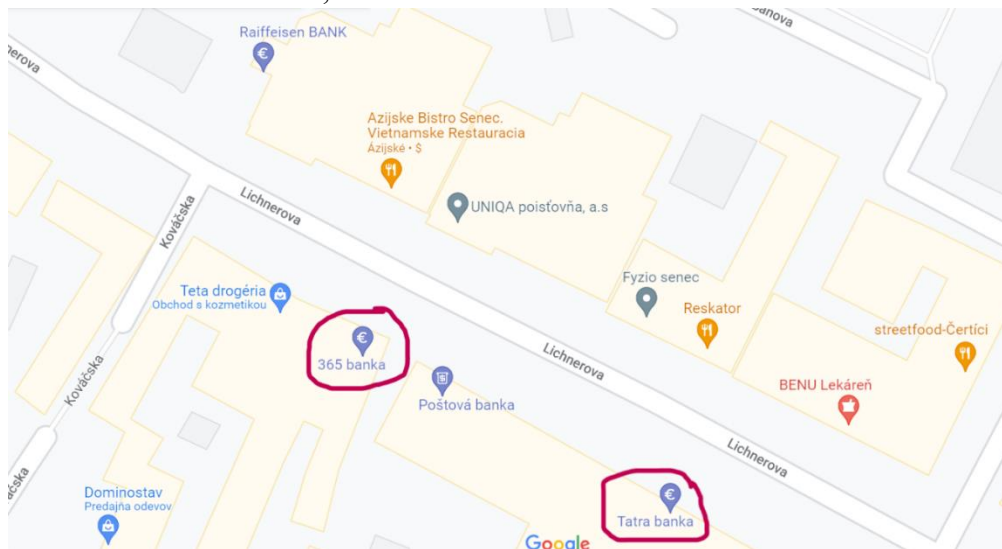 Raiffeisen BANK
Lichnerova
Azijske Bistro Senec.
Vietnamske Restauracia
Ázijské • $
Lichnerova
Kováčska
UNIQA poisťovňa, a.s
Teta drogéria
Obchod s kozmetikou
Fyzio senec
Reskator
streetfood-Čertíci
365 banka
Lichnerova
Kováčska
Poštová banka
BENU Lekáreň
Lichnerova
Dominostav
Predajňa odevov
Tatra banka
Google